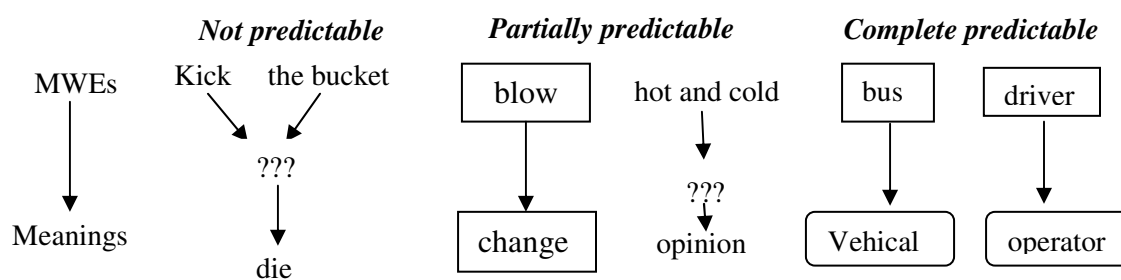 Not predictable Partially predictable Complete predictable
MWEs Kick the bucket blow hot and cold bus driver
??? ???
Meanings die change opinion Vehical operator